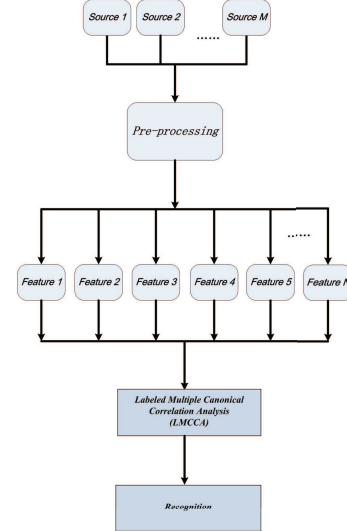 Source 1 Source 2 ...... Source M
Pre-processing
......
Feature 1 Feature 2 Feature 3 Feature 4 Feature 5 Feature N
Labeled Multiple Canonical
Correlation Analysis
(LMCCA)
Recognition